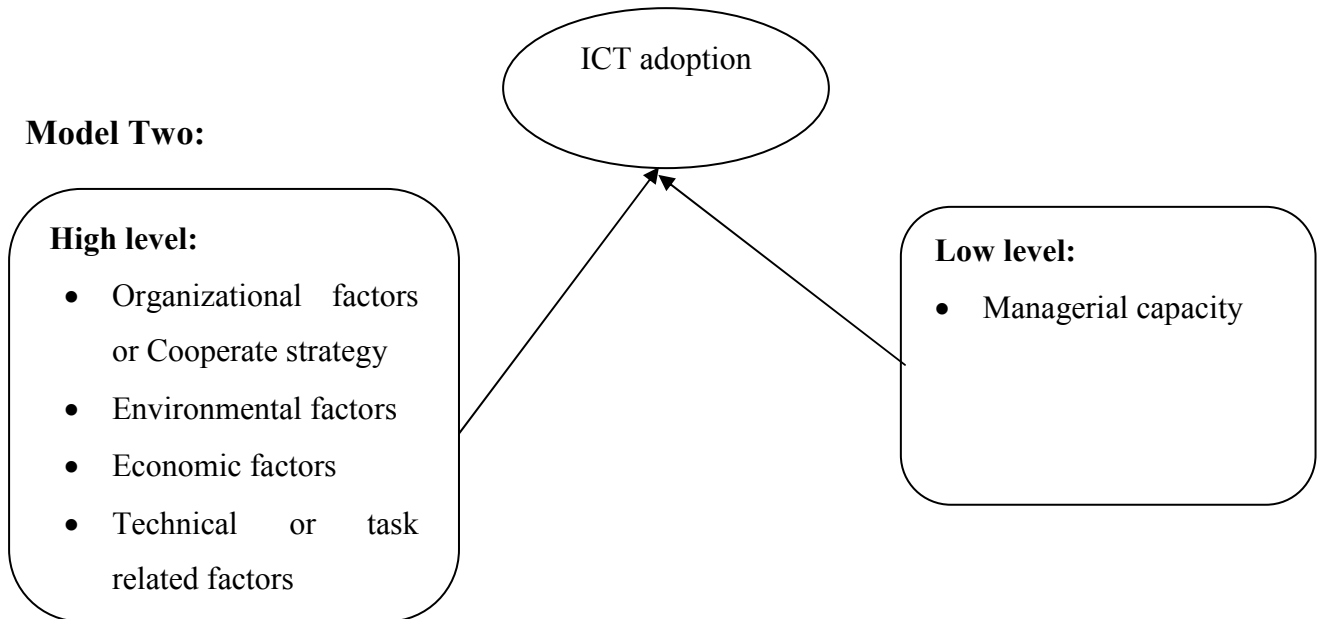 ICT adoption
Model Two:
High level:
• Organizational factors
or Cooperate strategy
• Environmental factors
• Economic factors
• Technical or task
related factors
Low level:
• Managerial capacity